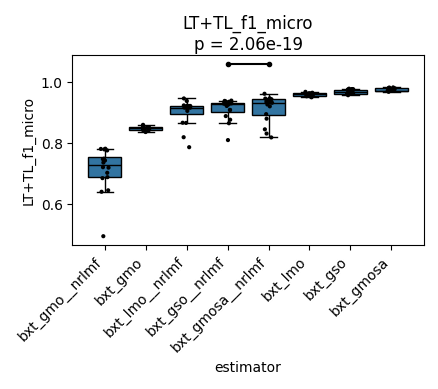 LT+TL_f1_micro
p = 2.06e-19
LT+TL_f1_micro
1.0
0.8
0.6
bxt_gmo__nrlmf
bxt_gmo
bxt_lmo__nrlmf
bxt_gso__nrlmf
bxt_gmosa__nrlmf
bxt_lmo
bxt_gso
bxt_gmosa
estimator